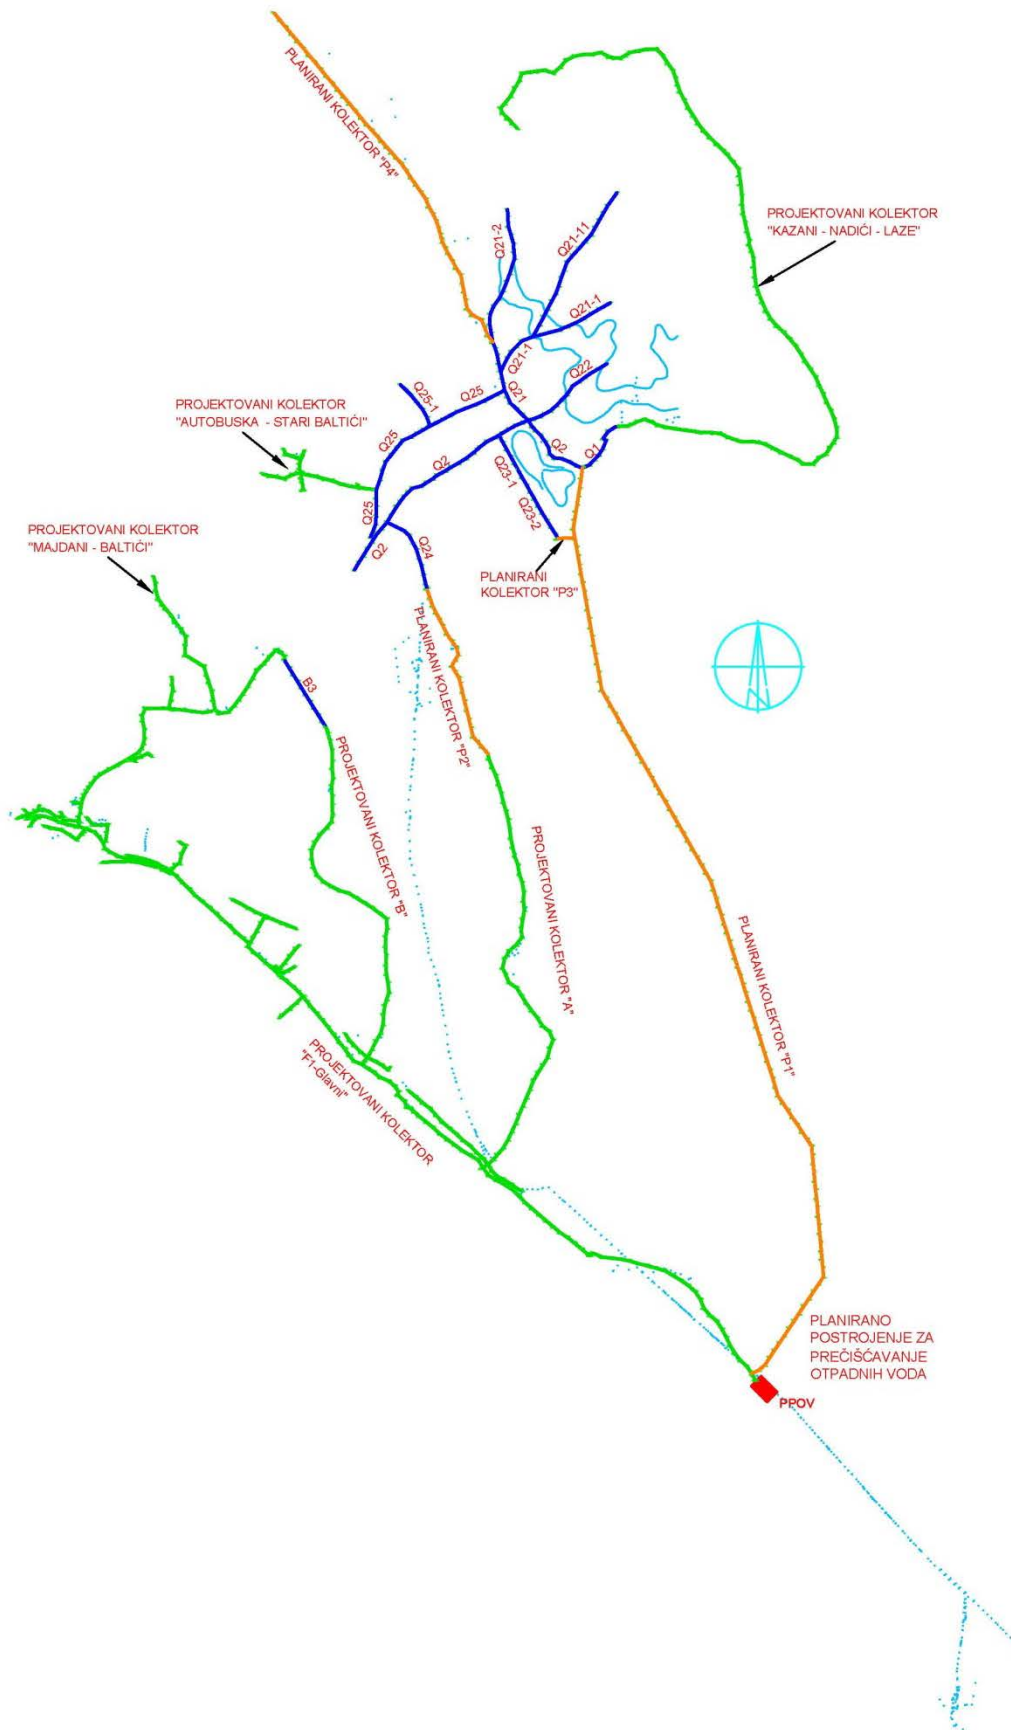 PLANIRANI KOLEKTOR "P4"
PROJEKTOVANI KOLEKTOR
"KAZANI - NADIĆI - LAZE"
Q21-2
Q21-11
Q21-1
Q21-1
Q22
Q21
Q25
Q25-1
PROJEKTOVANI KOLEKTOR
"AUTOBUSKA - STARI BALTIĆI"
Q25
Q2
Q2
Q1
Q23-1
Q23-2
Q25
Q2
Q24
PROJEKTOVANI KOLEKTOR
"MAJDANI - BALTIĆI"
PLANIRANI
KOLEKTOR "P3"
PLANIRANI KOLEKTOR "P2"
N
B3
PROJEKTOVANI KOLEKTOR "B"
PROJEKTOVANI KOLEKTOR "A"
PLANIRANI KOLEKTOR "P1"
PROJEKTOVANI KOLEKTOR
"F1-Glavni"
PLANIRANO
POSTROJENJE ZA
PREČIŠĆAVANJE
OTPADNIH VODA
PPOV